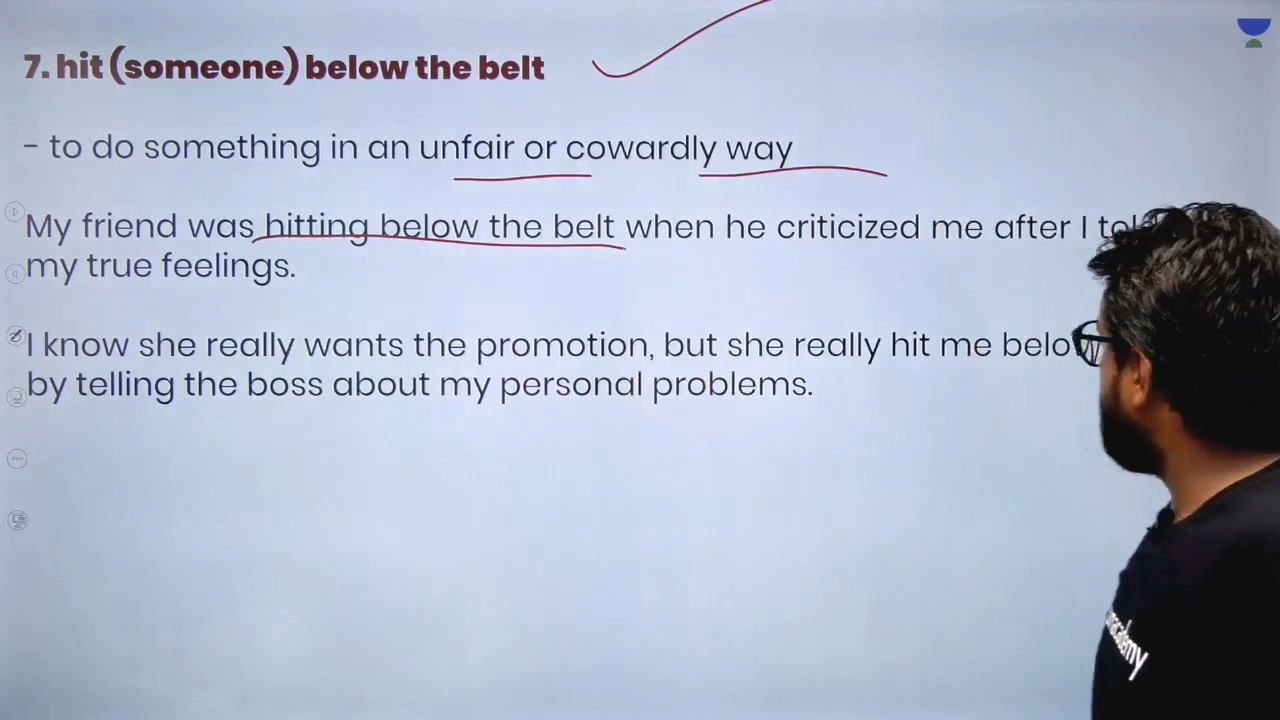 7. hit (someone) below the belt
- to do something in an unfair or cowardly way
My friend was hitting below the belt when he criticized me after I
my true feelings.
I know she really wants the promotion, but she really hit me
by telling the boss about my personal problems.